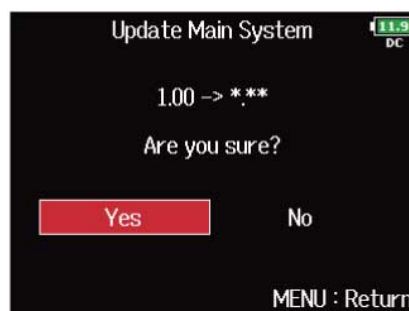 Update Main System
11.9
DC
1.00 -> *.**
Are you sure?
Yes
No
MENU : Return